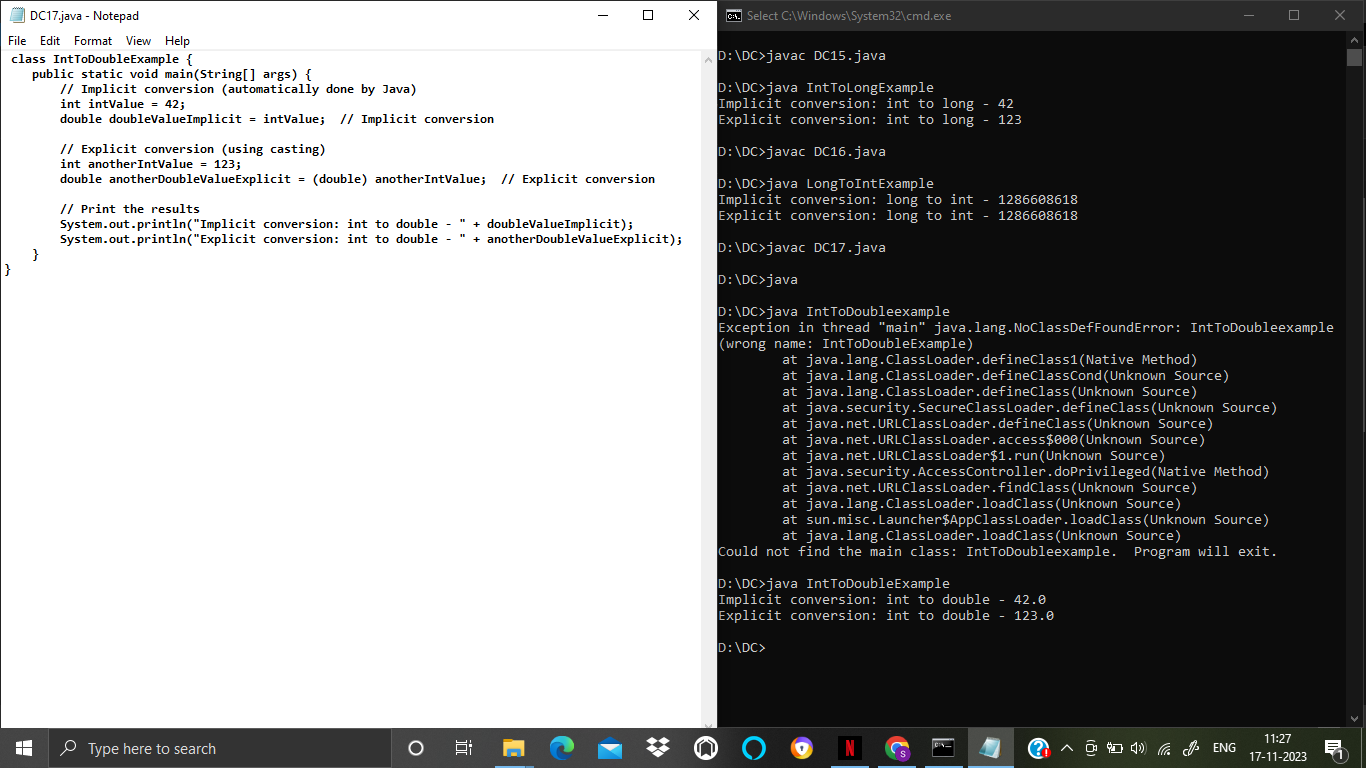 DC17.java - Notepad
File Edit Format View Help
class IntToDoubleExample {
    public static void main(String[] args) {
        // Implicit conversion (automatically done by Java)
        int intValue = 42;
        double doubleValueImplicit = intValue;  // Implicit conversion

        // Explicit conversion (using casting)
        int anotherIntValue = 123;
        double anotherDoubleValueExplicit = (double) anotherIntValue;  // Explicit conversion

        // Print the results
        System.out.println("Implicit conversion: int to double - " + doubleValueImplicit);
        System.out.println("Explicit conversion: int to double - " + anotherDoubleValueExplicit);
    }
}
Select C:\Windows\System32\cmd.exe
D:\DC>javac DC15.java
D:\DC>java IntToLongExample
Implicit conversion: int to long - 42
Explicit conversion: int to long - 123
D:\DC>javac DC16.java
D:\DC>java LongToIntExample
Implicit conversion: long to int - 1286608618
Explicit conversion: long to int - 1286608618
D:\DC>javac DC17.java
D:\DC>java
D:\DC>java IntToDoubleexample
Exception in thread "main" java.lang.NoClassDefFoundError: IntToDoubleexample
(wrong name: IntToDoubleExample)
        at java.lang.ClassLoader.defineClass1(Native Method)
        at java.lang.ClassLoader.defineClassCond(Unknown Source)
        at java.lang.ClassLoader.defineClass(Unknown Source)
        at java.security.SecureClassLoader.defineClass(Unknown Source)
        at java.net.URLClassLoader.defineClass(Unknown Source)
        at java.net.URLClassLoader.access$000(Unknown Source)
        at java.net.URLClassLoader$1.run(Unknown Source)
        at java.security.AccessController.doPrivileged(Native Method)
        at java.net.URLClassLoader.findClass(Unknown Source)
        at java.lang.ClassLoader.loadClass(Unknown Source)
        at sun.misc.Launcher$AppClassLoader.loadClass(Unknown Source)
        at java.lang.ClassLoader.loadClass(Unknown Source)
Could not find the main class: IntToDoubleexample.  Program will exit.
D:\DC>java IntToDoubleExample
Implicit conversion: int to double - 42.0
Explicit conversion: int to double - 123.0
D:\DC>
Type here to search
ENG
11:27
17-11-2023
1